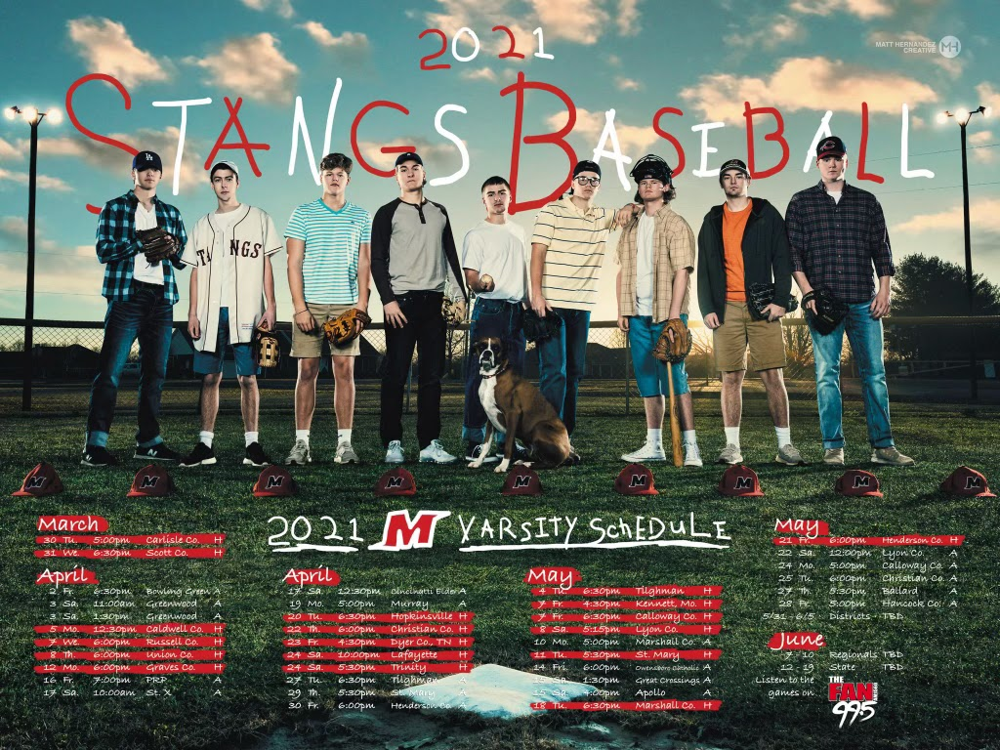 2021
MATT HERNANDEZ
CREATIVE
MH
STANGS BASEBALL
LA
STANGS
2021 M VARSITY SCHEDULE
March
30 Tu. 5:00pm Carlisle Co. H
31 We. 6:30pm Scott Co. H
April
2 Fr. 6:30pm Bowling Green A
3 Sa. 11:00am Greenwood A
3 Sa. 1:30pm Greenwood A
5 Mo. 12:30pm Caldwell Co. H
7 We. 6:00pm Russell Co. H
8 Th. 6:00pm Union Co. H
12 Mo. 6:00pm Graves Co. H
16 Fr. 7:00pm PRP A
17 Sa. 10:00am St. X A
April
17 Sa. 12:30pm Cincinatti Elder A
19 Mo. 5:00pm Murray A
20 Tu. 6:30pm Hopkinsville H
22 Th. 6:00pm Christian Co. H
23 Fr. 4:30pm Dyer Co., TN H
24 Sa. 10:00am Lafayette H
24 Sa. 5:30pm Trinity H
27 Tu. 6:30pm Tilghman A
29 Th. 5:30pm St. Mary A
30 Fr. 6:00pm Henderson Co. A
May
4 Tu. 6:30pm Tilghman H
7 Fr. 4:30pm Kennett, Mo. H
7 Fr. 6:30pm Calloway Co. H
8 Sa. 5:15pm Lyon Co. H
10 Mo. 5:00pm Marshall Co. A
11 Tu. 5:30pm St. Mary H
14 Fri. 6:00pm Owensboro Catholic A
15 Sa. 1:30pm Great Crossings A
15 Sa. 4:00pm Apollo A
18 Tu. 6:30pm Marshall Co. H
May
21 Fr. 6:00pm Henderson Co. H
22 Sa. 12:00pm Lyon Co. A
24 Mo. 5:00pm Calloway Co. A
25 Tu. 6:00pm Christian Co. A
27 Th. 5:30pm Ballard A
28 Fr. 5:00pm Hancock Co. A
5/31 - 6/5 Districts TBD
June
7 - 9 Regionals TBD
12 - 19 State TBD
Listen to the
games on
THE FAN 99.5